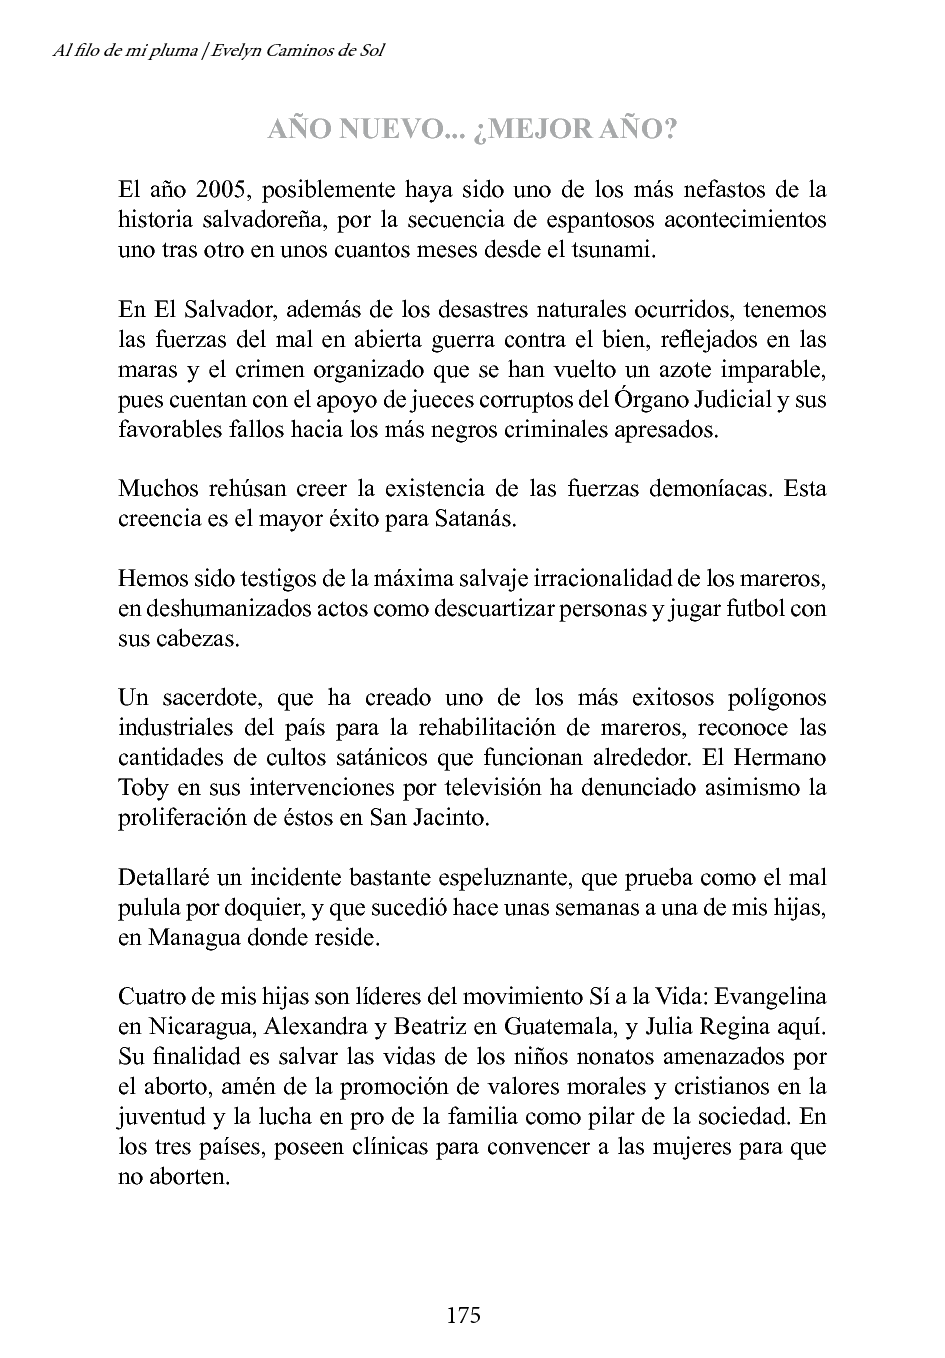 Al filo de mi pluma | Evelyn Caminos de Sol
AÑO NUEVO... ¿MEJOR AÑO?
El año 2005, posiblemente haya sido uno de los más nefastos de la
historia salvadoreña, por la secuencia de espantosos acontecimientos
uno tras otro en unos cuantos meses desde el tsunami.
En El Salvador, además de los desastres naturales ocurridos, tenemos
las fuerzas del mal en abierta guerra contra el bien, reflejados en las
maras y el crimen organizado que se han vuelto un azote imparable,
pues cuentan con el apoyo de jueces corruptos del Órgano Judicial y sus
favorables fallos hacia los más negros criminales apresados.
Muchos rehúsan creer la existencia de las fuerzas demoníacas. Esta
creencia es el mayor éxito para Satanás.
Hemos sido testigos de la máxima salvaje irracionalidad de los mareros,
en deshumanizados actos como descuartizar personas y jugar futbol con
sus cabezas.
Un sacerdote, que ha creado uno de los más exitosos polígonos
industriales del país para la rehabilitación de mareros, reconoce las
cantidades de cultos satánicos que funcionan alrededor. El Hermano
Toby en sus intervenciones por televisión ha denunciado asimismo la
proliferación de éstos en San Jacinto.
Detallaré un incidente bastante espeluznante, que prueba como el mal
pulula por doquier, y que sucedió hace unas semanas a una de mis hijas,
en Managua donde reside.
Cuatro de mis hijas son líderes del movimiento Sí a la Vida: Evangelina
en Nicaragua, Alexandra y Beatriz en Guatemala, y Julia Regina aquí.
Su finalidad es salvar las vidas de los niños nonatos amenazados por
el aborto, amén de la promoción de valores morales y cristianos en la
juventud y la lucha en pro de la familia como pilar de la sociedad. En
los tres países, poseen clínicas para convencer a las mujeres para que
no aborten.
175